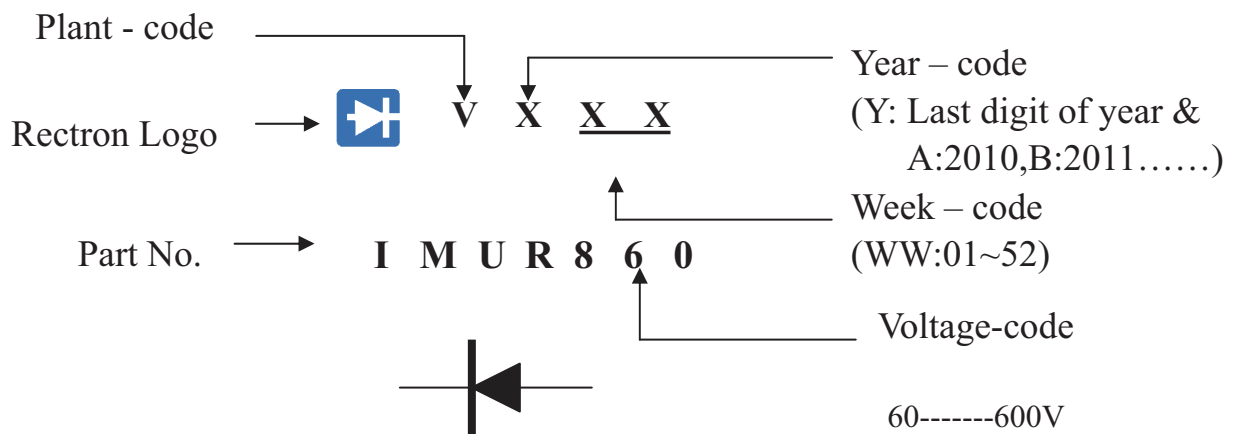 Plant - code
Year – code
V X X X
(Y: Last digit of year &
Rectron Logo
A:2010,B:2011……)
Week – code
Part No.
I M U R 8 6 0
(WW:01~52)
Voltage-code
60-------600V